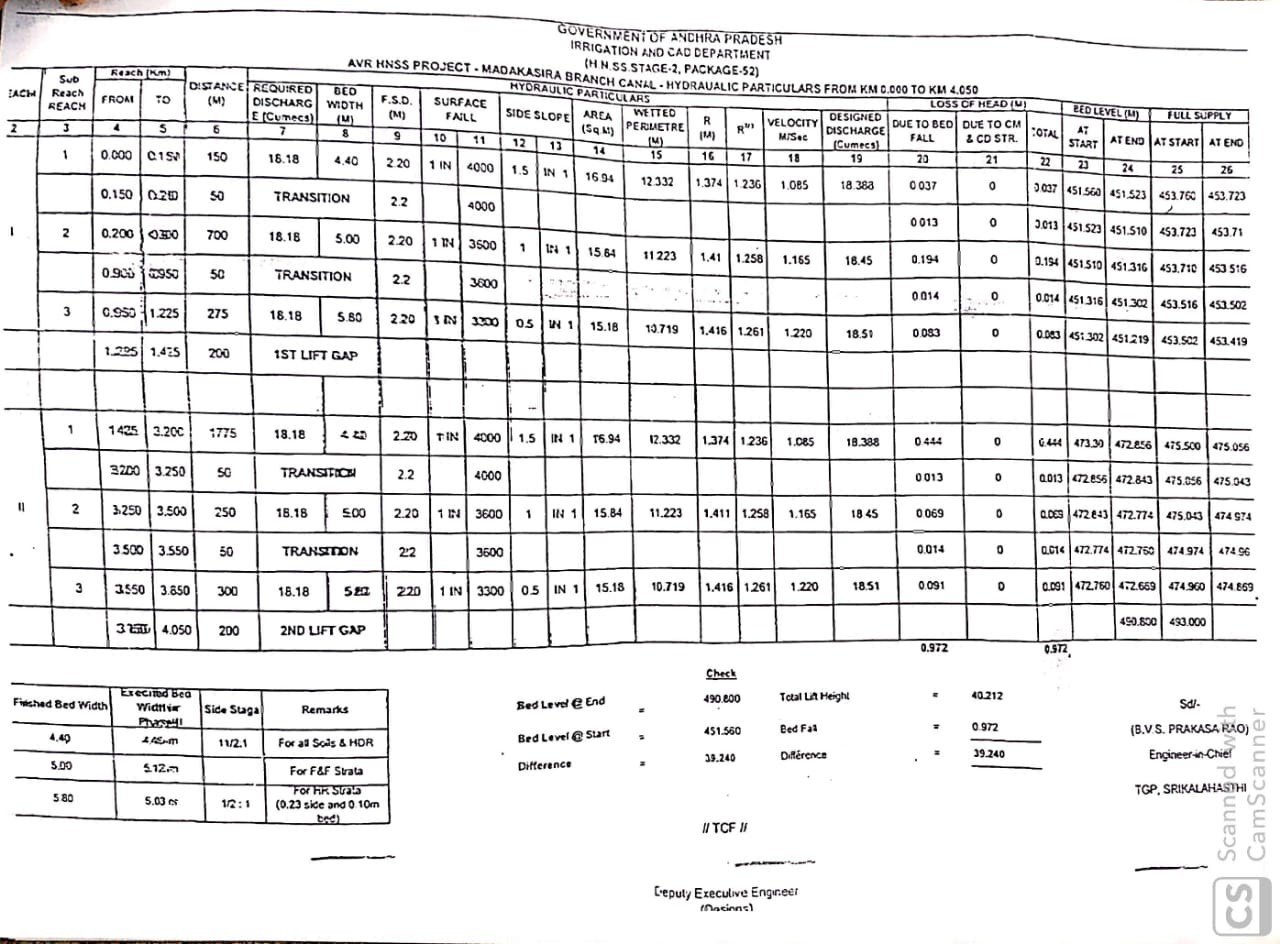 GOVERNMENT OF ANDHRA PRADESH
IRRIGATION AND CAD DEPARTMENT
(H.N.SS.STAGE-2, PACKAGE-52)
AVR HNSS PROJECT - MADAKASIRA BRANCH CANAL - HYDRAUALIC PARTICULARS FROM KM 0.000 TO KM 4.050
Sub Reach REACH Reach (Km) FROM TO DISTANCE (M) REQUIRED DISCHARG E (Cumecs) BED WIDTH (M) HYDRAULIC PARTICULARS F.S.D. (M) SURFACE FAILL SIDE SLOPE AREA (Sq M) WETTED PERIMETRE (M) R (M) VELOCITY M/Sec DESIGNED DISCHARGE (Cumecs) LOSS OF HEAD (M) DUE TO BED FALL DUE TO CM & CD STR. TOTAL BED LEVEL (M) AT START AT END FULL SUPPLY AT START AT END
2 3 4 5 6 7 8 9 10 11 12 13 14 15 16 17 18 19 20 21 22 23 24 25 26
1 0.000 0.150 150 18.18 4.40 2.20 1 IN 4000 1.5 IN 1 16.94 12.332 1.374 1.236 1.085 18.388 0.037 0 0.037 451.560 451.523 453.760 453.723
0.150 50 TRANSITION 2.2 4000 0.013 0 0.013 451.523 451.510 453.723 453.71
I 2 0.200 700 18.18 5.00 2.20 1 IN 3600 1 IN 1 15.84 11.223 1.41 1.258 1.165 18.45 0.194 0 0.194 451.510 451.316 453.710 453.516
0.900 0.950 50 TRANSITION 2.2 3600 0.014 0 0.014 451.316 451.302 453.516 453.502
3 0.950 1.225 275 18.18 5.80 2.20 1 IN 3300 0.5 IN 1 15.18 10.719 1.416 1.261 1.220 18.51 0.083 0 0.083 451.302 451.219 453.502 453.419
1.425 200 1ST LIFT GAP
1 1425 3.200 1775 18.18 2.20 1 IN 4000 1.5 IN 1 16.94 12.332 1.374 1.236 1.085 18.388 0.444 0 0.444 473.30 472.856 475.500 475.056
3.200 3.250 50 TRANSITION 2.2 4000 0.013 0 0.013 472.856 472.843 475.056 475.043
II 2 3.250 3.500 250 18.18 5.00 2.20 1 IN 3600 1 IN 1 15.84 11.223 1.411 1.258 1.165 18.45 0.069 0 0.069 472.843 472.774 475.043 474.974
3.500 3.550 50 TRANSITION 2.2 3600 0.014 0 0.014 472.774 472.760 474.974 474.96
3 3.550 3.850 300 18.18 2.20 1 IN 3300 0.5 IN 1 15.18 10.719 1.416 1.261 1.220 18.51 0.091 0 0.091 472.760 472.669 474.960 474.869
4.050 200 2ND LIFT GAP 490.800 493.000
0.972 0.972
Finished Bed Width Executed Bed Width for Side Staga Remarks
4.40 11/2.1 For all Soils & HDR
5.00 5.12 m For F&F Strata
5.80 5.03 1/2 : 1 For HR Strata (0.23 side and 0.10m bed)
Check
Bed Level @ End = 490.800 Total Lift Height = 40.212
Bed Level @ Start = 451.560 Bed Fall = 0.972
Difference = 39.240 Difference = 39.240
Sd/-
(B.V.S. PRAKASA RAO)
Engineer-in-Chief
TGP, SRIKALAHASTHI
// TCF //
Deputy Executive Engineer
(Designs)
Scanned with
CamScanner
CS